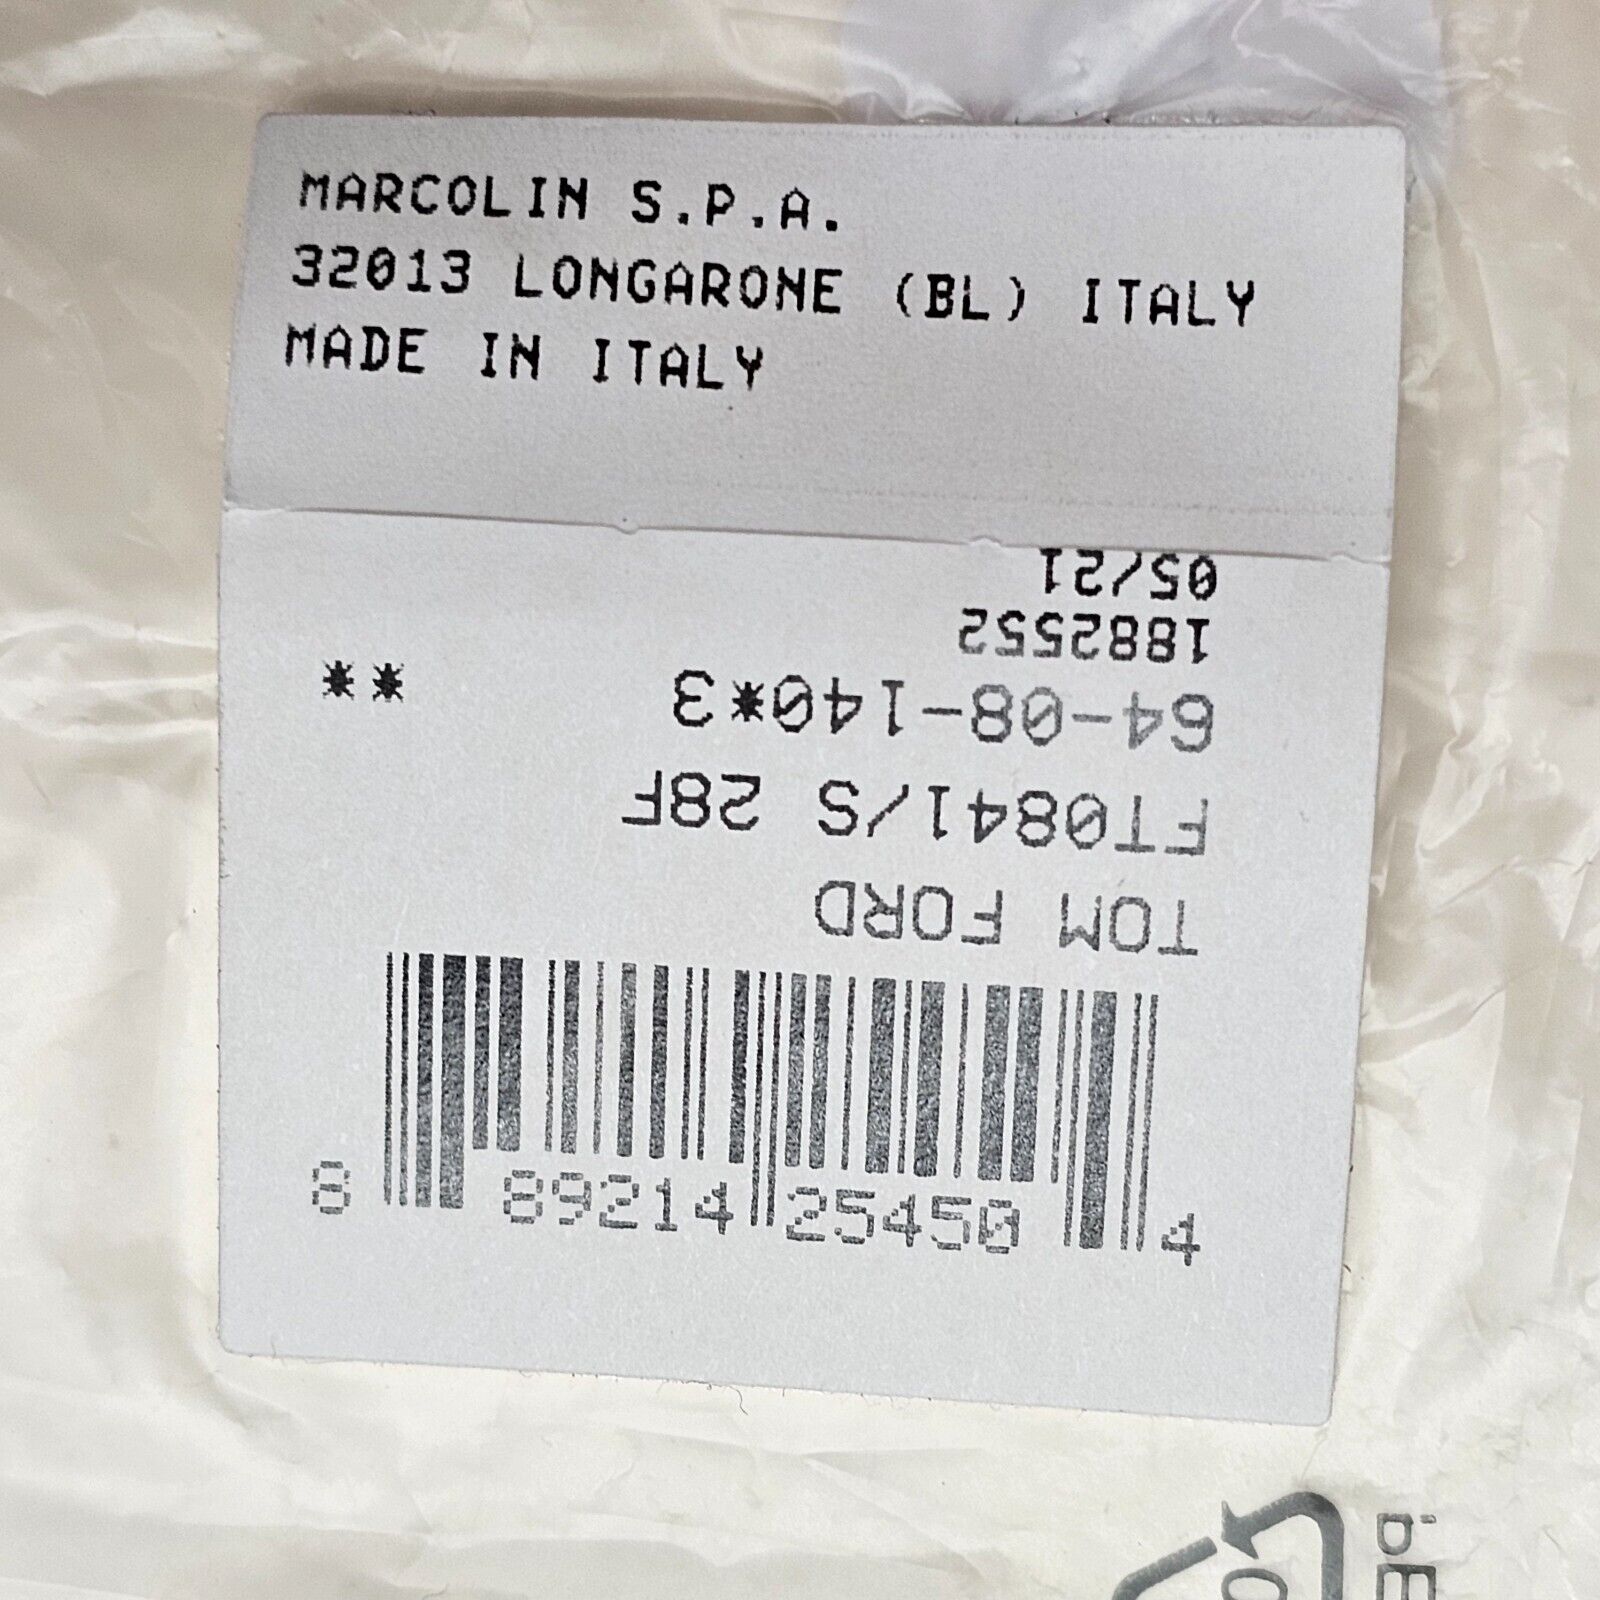 MARCOLIN S.P.A.
32013 LONGARONE (BL) ITALY
MADE IN ITALY
05/21
1882552
64-08-140*3 **
FT0841/S 28F
TOM FORD
8 89214 25450 4